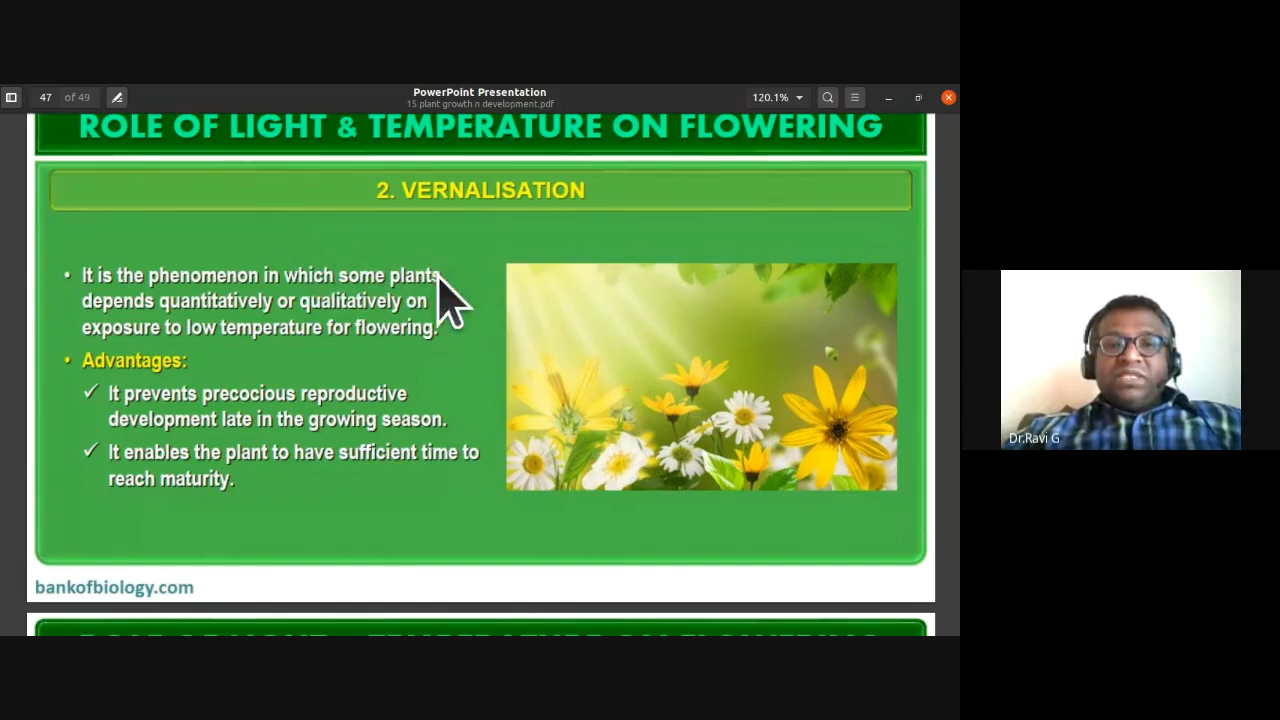 47 of 49
PowerPoint Presentation
15 plant growth n development.pdf
120.1%
ROLE OF LIGHT & TEMPERATURE ON FLOWERING
2. VERNALISATION
• It is the phenomenon in which some plants
depends quantitatively or qualitatively on
exposure to low temperature for flowering.
• Advantages:
✓ It prevents precocious reproductive
development late in the growing season.
✓ It enables the plant to have sufficient time to
reach maturity.
bankofbiology.com
Dr.Ravi G